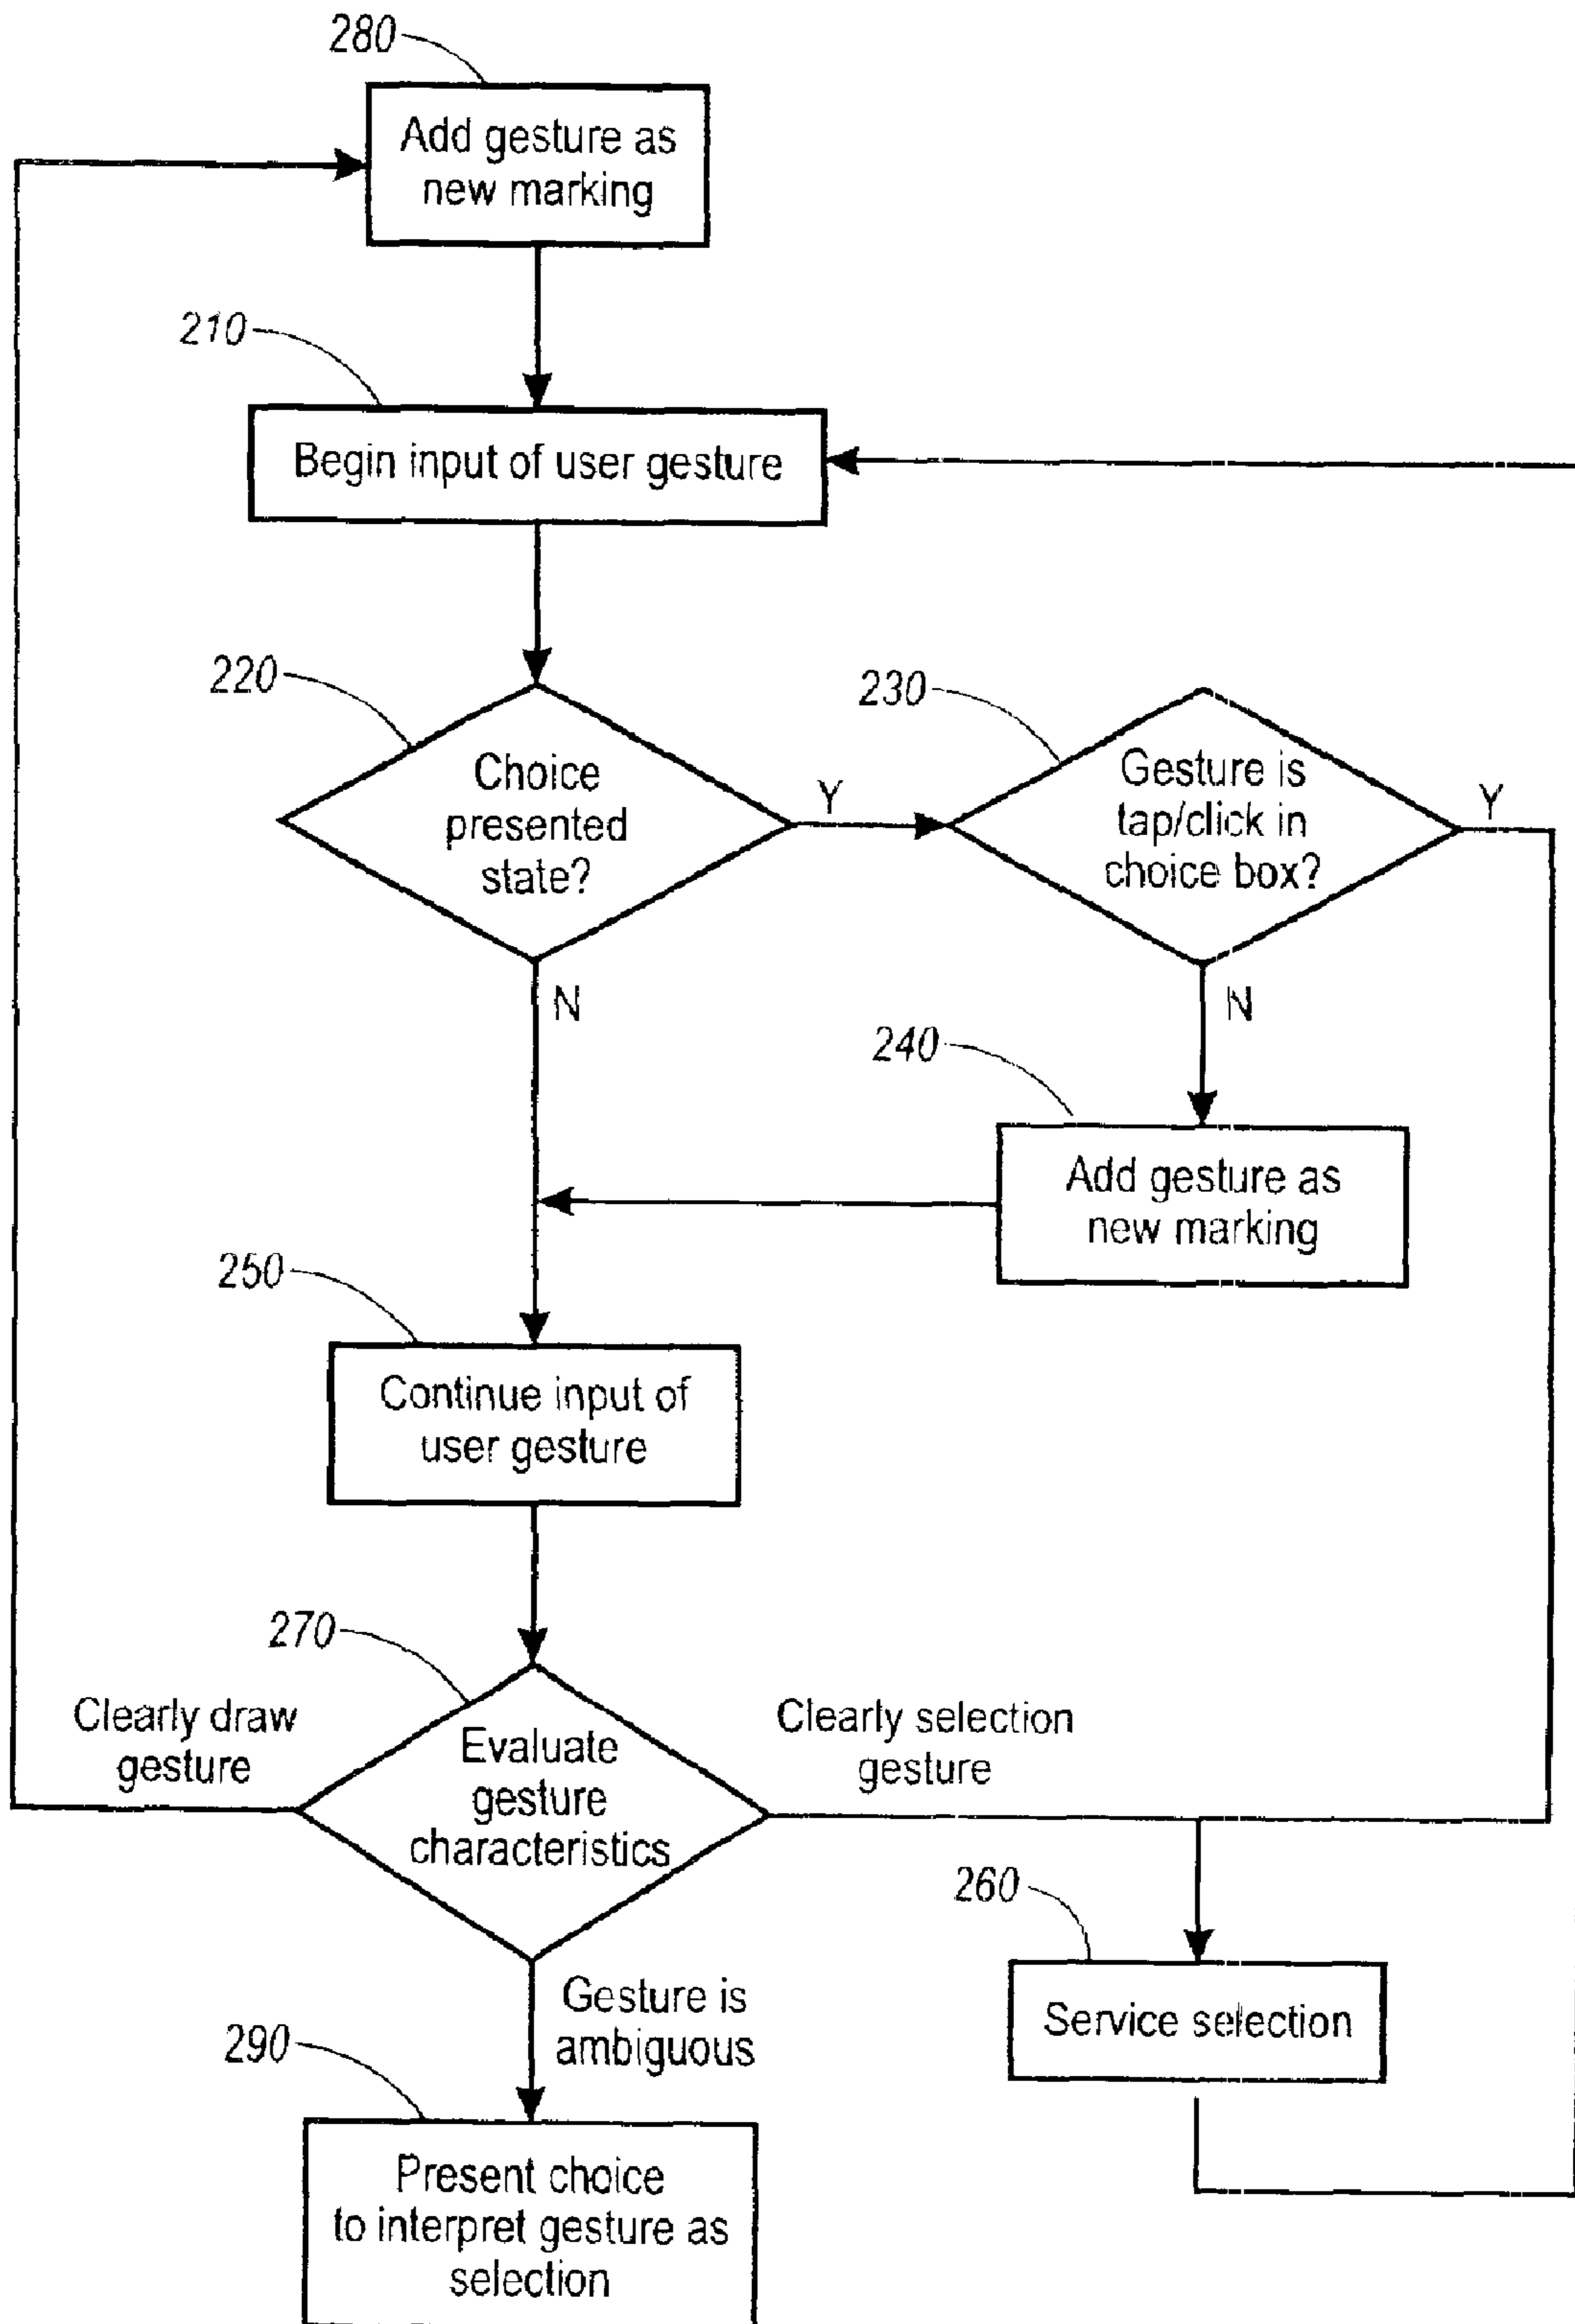 280
Add gesture as
new marking
210
Begin input of user gesture
220
Choice
presented
state?
Y
230
Gesture is
tap/click in
choice box?
Y
N
N
240
Add gesture as
new marking
250
Continue input of
user gesture
270
Clearly draw
gesture
Evaluate
gesture
characteristics
Clearly selection
gesture
260
Service selection
Gesture is
ambiguous
290
Present choice
to interpret gesture as
selection